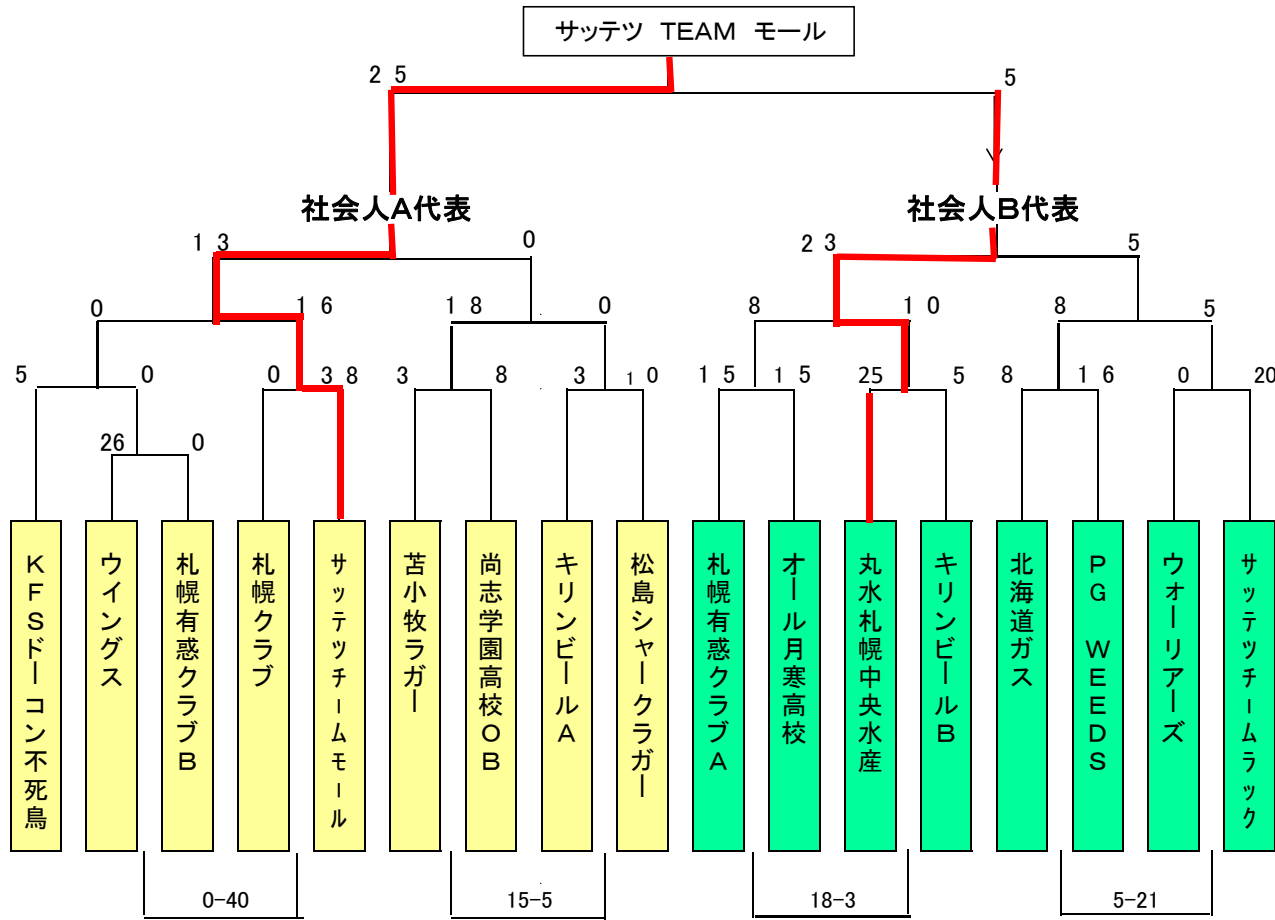 サッテツ TEAM モール
２５ 5
社会人A代表 社会人B代表
１３ 0 ２３ 5
0 １６ １８ 0 8 １０ 8 5
5 0 0 ３８ 3 8 3 １0 １５ １５ 25 5 8 １６ 0 20
26 0
ＫＦＳドーコン不死鳥
ウイングス
札幌有惑クラブＢ
札幌クラブ
サッテツチームモール
苫小牧ラガー
尚志学園高校ＯＢ
キリンビールＡ
松島シャークラガー
札幌有惑クラブＡ
オール月寒高校
丸水札幌中央水産
キリンビールＢ
北海道ガス
ＰＧ ＷＥＥＤＳ
ウォーリアーズ
サッテツチームラック
0−40 15−5 18−3 5−21